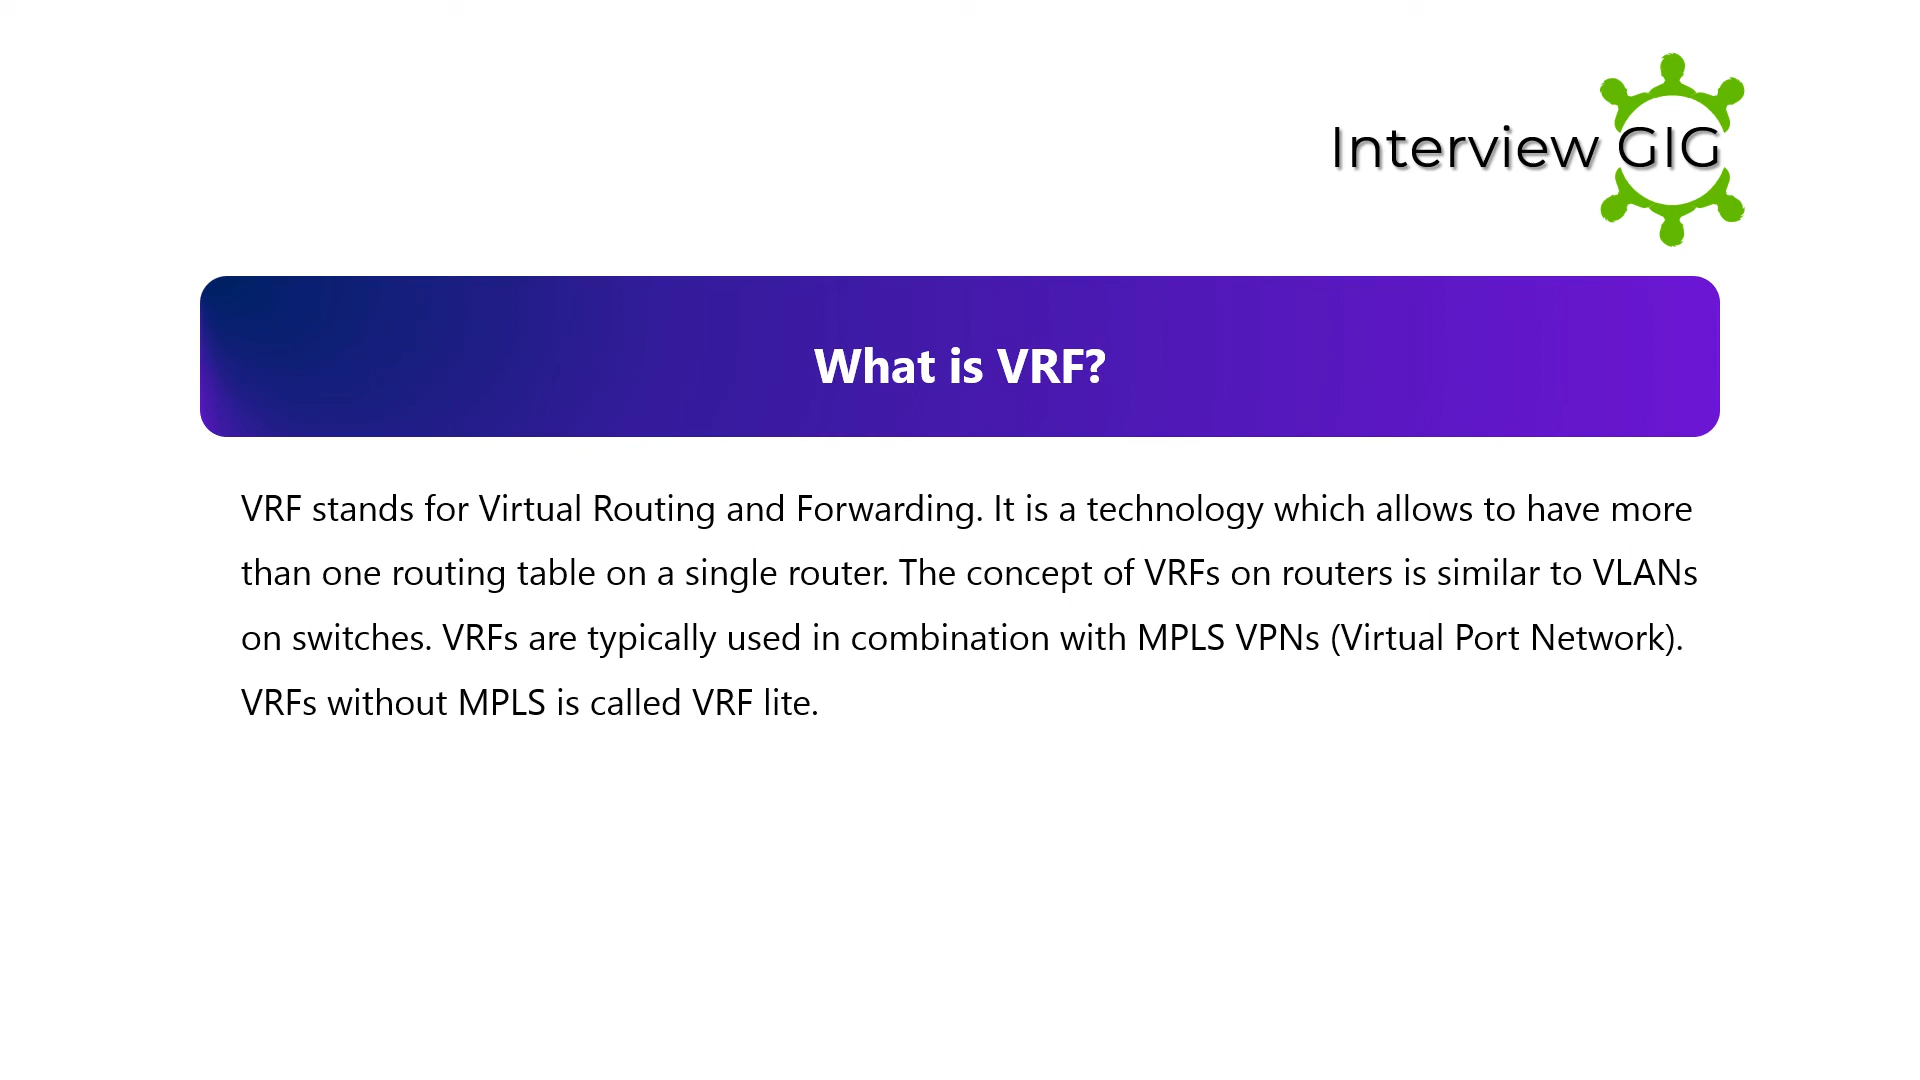 Interview GIG
What is VRF?
VRF stands for Virtual Routing and Forwarding. It is a technology which allows to have more
than one routing table on a single router. The concept of VRFs on routers is similar to VLANs
on switches. VRFs are typically used in combination with MPLS VPNs (Virtual Port Network).
VRFs without MPLS is called VRF lite.